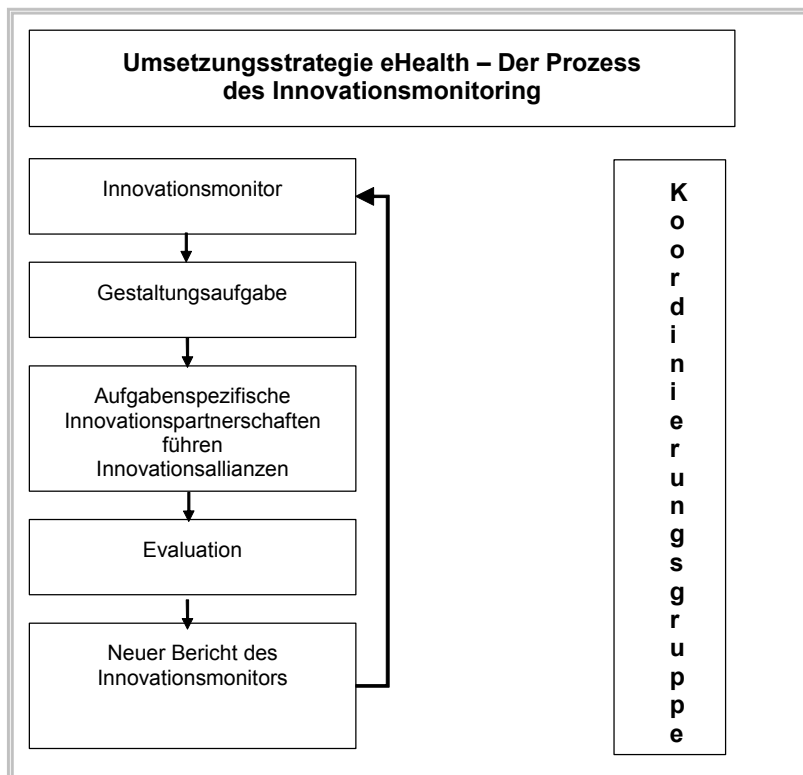 Umsetzungsstrategie eHealth – Der Prozess
des Innovationsmonitoring
Innovationsmonitor
Gestaltungsaufgabe
Aufgabenspezifische
Innovationspartnerschaften
führen
Innovationsallianzen
Evaluation
Neuer Bericht des
Innovationsmonitors
K
o
o
r
d
i
n
i
e
r
u
n
g
s
g
r
u
p
p
e